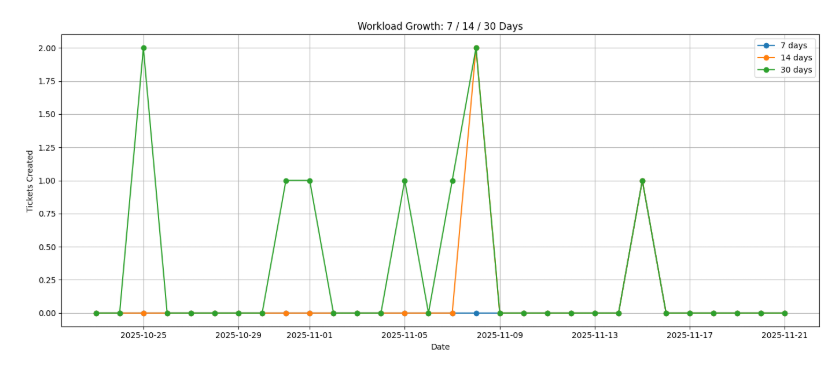 Workload Growth: 7 / 14 / 30 Days
7 days
14 days
30 days
Tickets Created
2.00
1.75
1.50
1.25
1.00
0.75
0.50
0.25
0.00
2025-10-25
2025-10-29
2025-11-01
2025-11-05
2025-11-09
2025-11-13
2025-11-17
2025-11-21
Date